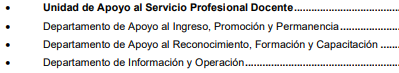 • Unidad de Apoyo al Servicio Profesional Docente.....................................
• Departamento de Apoyo al Ingreso, Promoción y Permanencia.....................
• Departamento de Apoyo al Reconocimiento, Formación y Capacitación ......
• Departamento de Información y Operación.....................................................